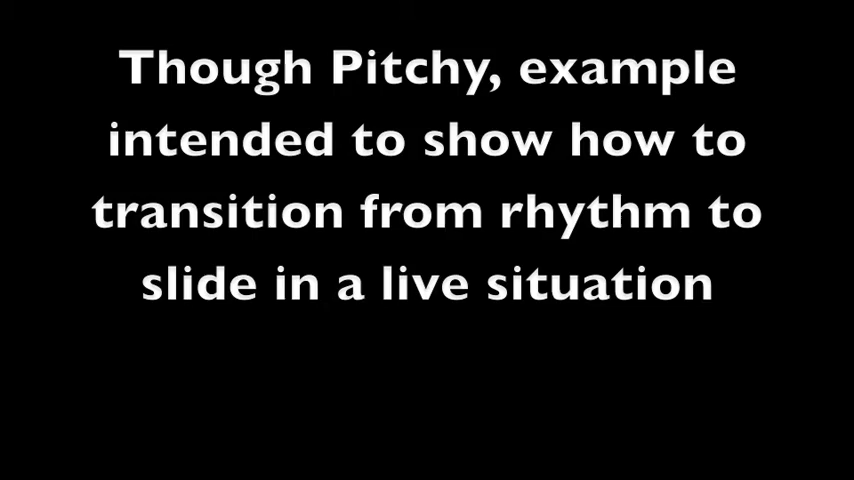 Though Pitchy, example
intended to show how to
transition from rhythm to
slide in a live situation